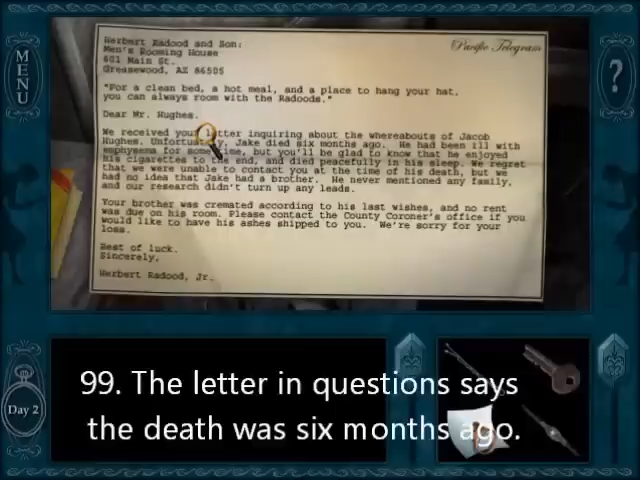 Pacific Telegram
Herbert Radood and Son:
Men's Rooming House
601 Main St.
Greasewood, AZ 86505
"For a clean bed, a hot meal, and a place to hang your hat,
you can always room with the Radoods."
Dear Mr. Hughes.
We received your letter inquiring about the whereabouts of Jacob
Hughes. Jake died six months ago. He had been ill with
emphysema for some time, but you'll be glad to know that he enjoyed
his cigarettes to the end, and died peacefully in his sleep. We regret
that we were unable to contact you at the time of his death, but we
had no idea that Jake had a brother. He never mentioned any family,
and our research didn't turn up any leads.
Your brother was cremated according to his last wishes, and no rent
was due on his room. Please contact the County Coroner's office if you
would like to have his ashes shipped to you. We're sorry for your
loss.
Best of luck.
Sincerely,
Herbert Radood, Jr.
MENU
?
Day 2
99. The letter in questions says
the death was six months ago.